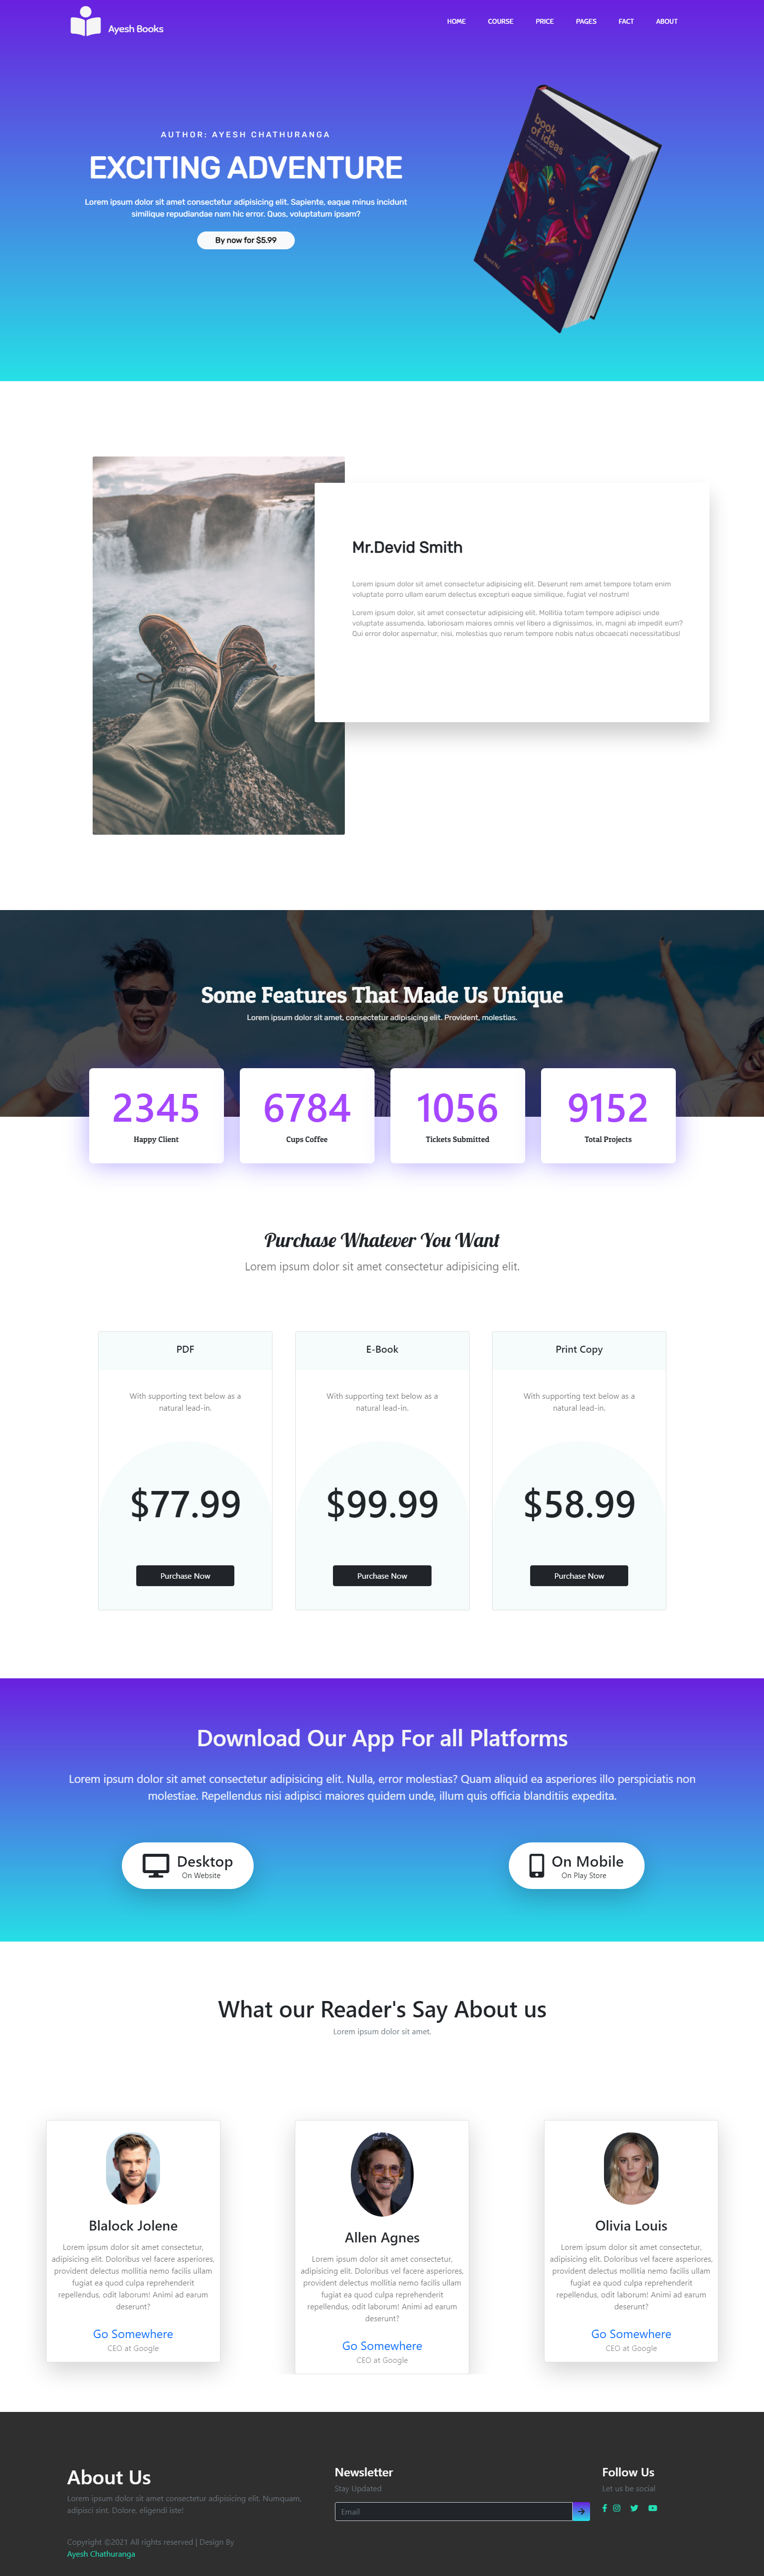 Ayesh Books
HOME COURSE PRICE PAGES FACT ABOUT
AUTHOR: AYESH CHATHURANGA
EXCITING ADVENTURE
Lorem ipsum dolor sit amet consectetur adipisicing elit. Sapiente, eaque minus incidunt
similique repudiandae nam hic error. Quos, voluptatum ipsam?
By now for $5.99
book
of ideas
Mr.Devid Smith
Lorem ipsum dolor sit amet consectetur adipisicing elit. Deserunt rem amet tempore totam enim
voluptate porro ullam earum delectus excepturi eaque similique, fugiat vel nostrum!
Lorem ipsum dolor, sit amet consectetur adipisicing elit. Mollitia totam tempore adipisci unde
voluptate assumenda, laboriosam maiores omnis vel libero a dignissimos, in, magni ab impedit eum?
Qui error dolor aspernatur, nisi, molestias quo rerum tempore nobis natus obcaecati necessitatibus!
Some Features That Made Us Unique
Lorem ipsum dolor sit amet, consectetur adipisicing elit. Provident, molestias.
2345
Happy Client
6784
Cups Coffee
1056
Tickets Submitted
9152
Total Projects
Purchase Whatever You Want
Lorem ipsum dolor sit amet consectetur adipisicing elit.
PDF
With supporting text below as a
natural lead-in.
$77.99
Purchase Now
E-Book
With supporting text below as a
natural lead-in.
$99.99
Purchase Now
Print Copy
With supporting text below as a
natural lead-in.
$58.99
Purchase Now
Download Our App For all Platforms
Lorem ipsum dolor sit amet consectetur adipisicing elit. Nulla, error molestias? Quam aliquid ea asperiores illo perspiciatis non
molestiae. Repellendus nisi adipisci maiores quidem unde, illum quis officia blanditiis expedita.
Desktop
On Website
On Mobile
On Play Store
What our Reader's Say About us
Lorem ipsum dolor sit amet.
Blalock Jolene
Lorem ipsum dolor sit amet consectetur,
adipisicing elit. Doloribus vel facere asperiores,
provident delectus mollitia nemo facilis ullam
fugiat ea quod culpa reprehenderit
repellendus, odit laborum! Animi ad earum
deserunt?
Go Somewhere
CEO at Google
Allen Agnes
Lorem ipsum dolor sit amet consectetur,
adipisicing elit. Doloribus vel facere asperiores,
provident delectus mollitia nemo facilis ullam
fugiat ea quod culpa reprehenderit
repellendus, odit laborum! Animi ad earum
deserunt?
Go Somewhere
CEO at Google
Olivia Louis
Lorem ipsum dolor sit amet consectetur,
adipisicing elit. Doloribus vel facere asperiores,
provident delectus mollitia nemo facilis ullam
fugiat ea quod culpa reprehenderit
repellendus, odit laborum! Animi ad earum
deserunt?
Go Somewhere
CEO at Google
About Us
Lorem ipsum dolor sit amet consectetur adipisicing elit. Numquam,
adipisci sint. Dolore, eligendi iste!
Copyright ©2021 All rights reserved | Design By
Ayesh Chathuranga
Newsletter
Stay Updated
Email
Follow Us
Let us be social